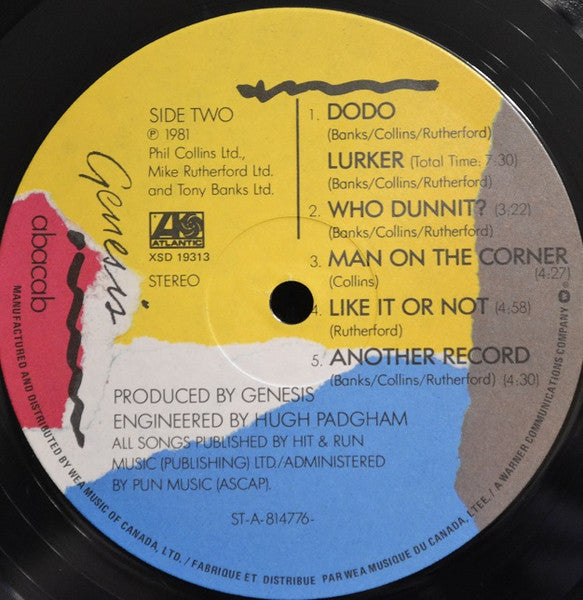 SIDE TWO
℗ 1981
Phil Collins Ltd.,
Mike Rutherford Ltd.
and Tony Banks Ltd.
ATLANTIC
XSD 19313
STEREO
Genesis
abacab
1. DODO
(Banks/Collins/Rutherford)
LURKER (Total Time: 7:30)
(Banks/Collins/Rutherford)
2. WHO DUNNIT? (3:22)
(Banks/Collins/Rutherford)
3. MAN ON THE CORNER
(Collins) (4:27)
4. LIKE IT OR NOT (4:58)
(Rutherford)
5. ANOTHER RECORD
(Banks/Collins/Rutherford) (4:30)
PRODUCED BY GENESIS
ENGINEERED BY HUGH PADGHAM
ALL SONGS PUBLISHED BY HIT & RUN
MUSIC (PUBLISHING) LTD./ADMINISTERED
BY PUN MUSIC (ASCAP).
ST-A-814776-
MANUFACTURED AND DISTRIBUTED BY WEA MUSIC OF CANADA, LTD. / FABRIQUE ET DISTRIBUE PAR WEA MUSIQUE DU CANADA, LTEE. / A WARNER COMMUNICATIONS COMPANY